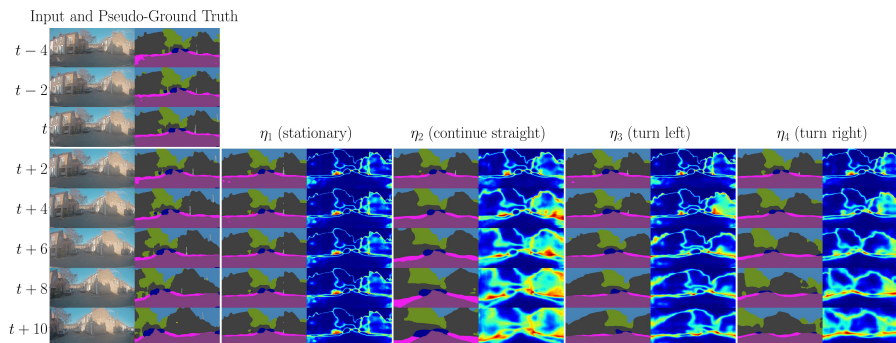 Input and Pseudo-Ground Truth
t − 4
t − 2
t
η₁ (stationary)
η₂ (continue straight)
η₃ (turn left)
η₄ (turn right)
t + 2
t + 4
t + 6
t + 8
t + 10